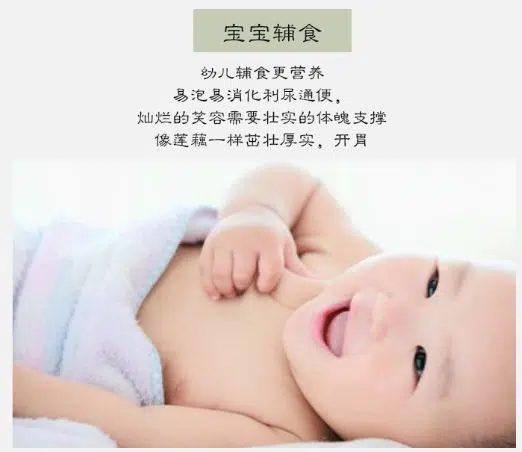 宝宝辅食
幼儿辅食更营养
易泡易消化利尿通便，
灿烂的笑容需要壮实的体魄支撑
像莲藕一样茁壮厚实，开胃